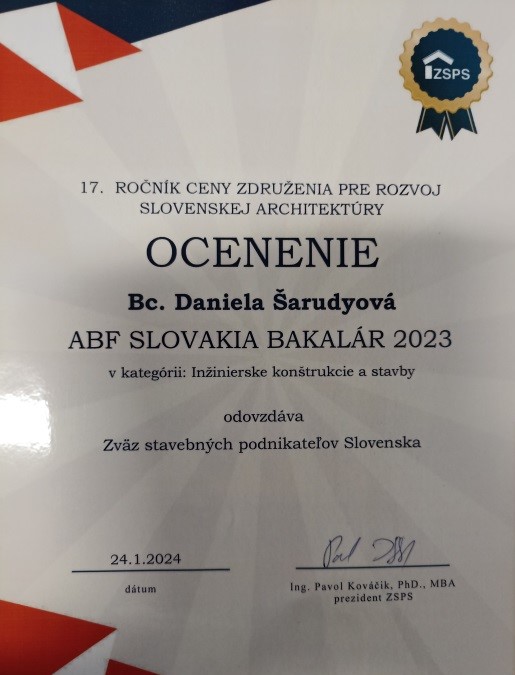 ZSPS
17. ROČNÍK CENY ZDRUŽENIA PRE ROZVOJ
SLOVENSKEJ ARCHITEKTÚRY
OCENENIE
Bc. Daniela Šarudyová
ABF SLOVAKIA BAKALÁR 2023
v kategórii: Inžinierske konštrukcie a stavby
odovzdáva
Zväz stavebných podnikateľov Slovenska
24.1.2024
dátum
Ing. Pavol Kováčik, PhD., MBA
prezident ZSPS